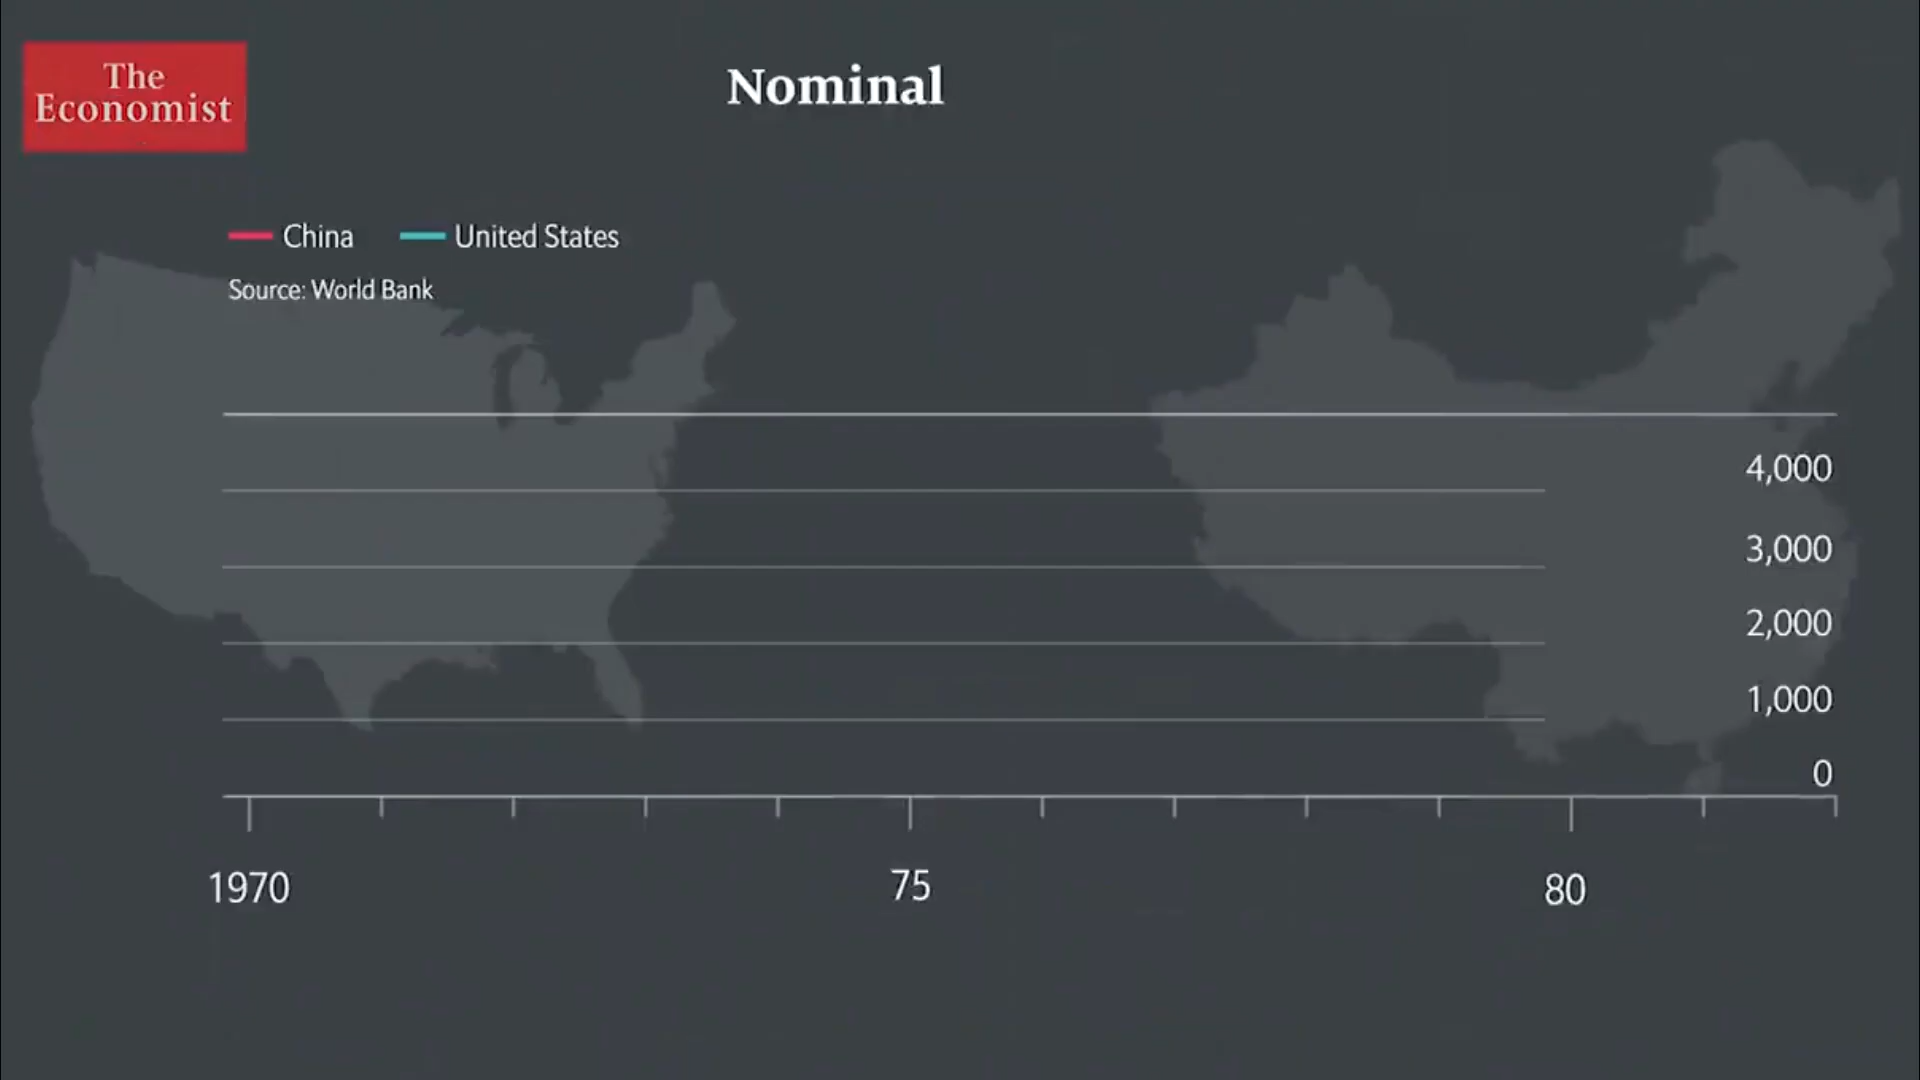 The
Economist
Nominal
China United States
Source: World Bank
4,000
3,000
2,000
1,000
0
1970 75 80